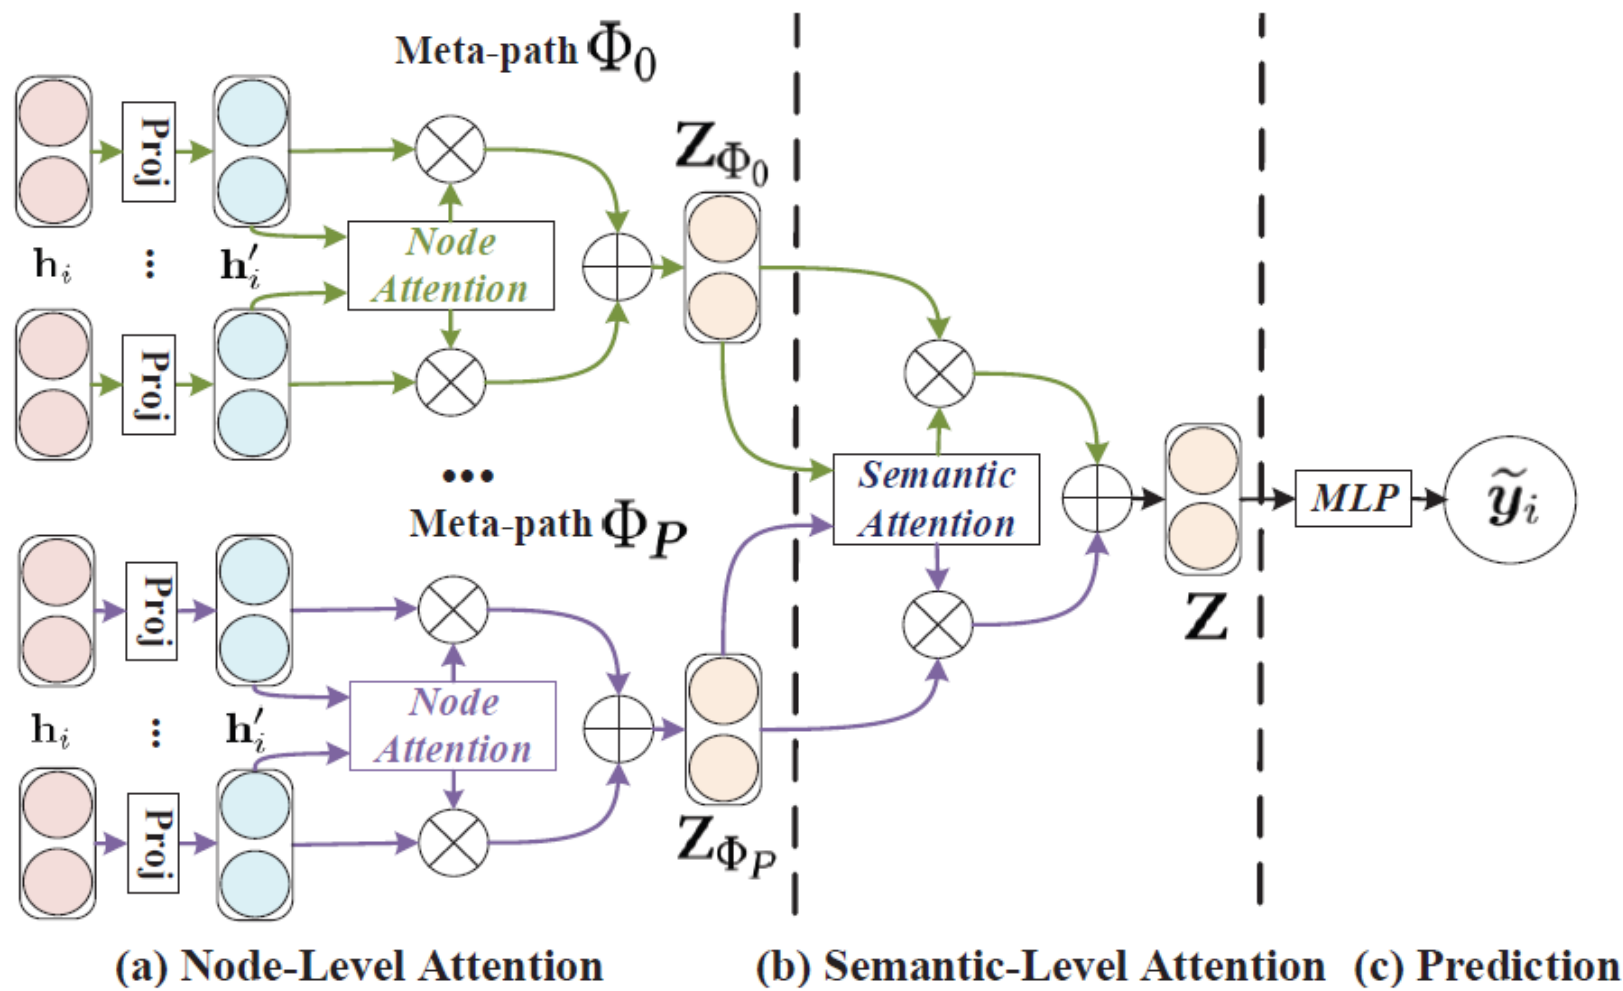 Meta-path Φ₀
Proj
Z_Φ₀
h_i
...
h′_i
Node
Attention
Proj
...
Meta-path Φ_P
Semantic
Attention
MLP
ỹ_i
Z
Proj
h_i
...
h′_i
Node
Attention
Proj
Z_Φ_P
(a) Node-Level Attention
(b) Semantic-Level Attention
(c) Prediction